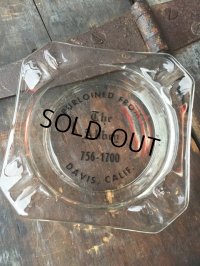 PURLOINED FROM
The
SOLD OUT
756-1700
DAVIS, CALIF.